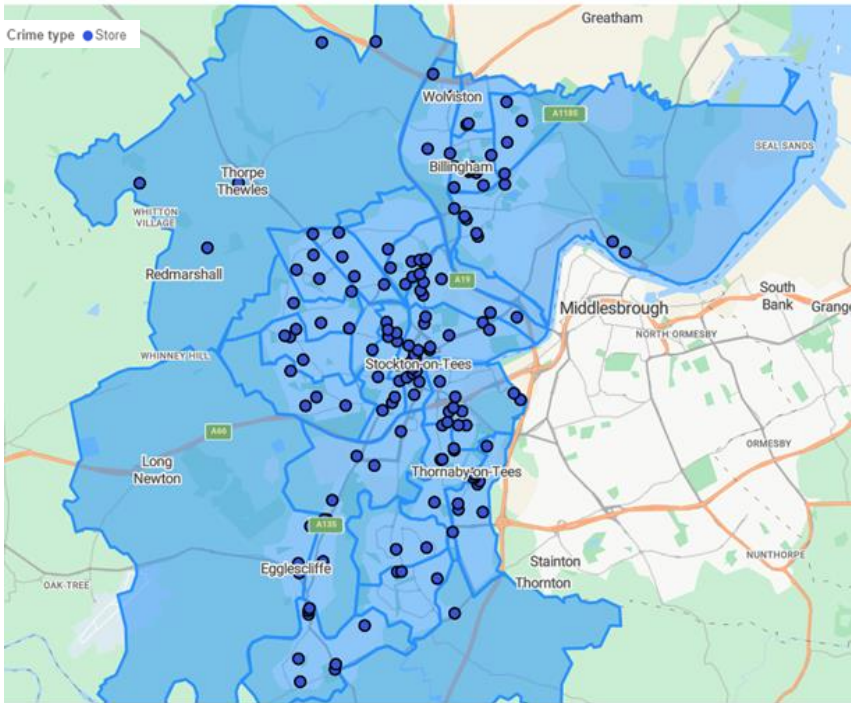 Greatham
Crime type Store
Wolviston
A1185
SEAL SANDS
Billingham
Thorpe
Thewles
WHITTON
VILLAGE
Redmarshall
A19
South
Bank
Middlesbrough
Grange
NORTH ORMESBY
WHINNEY HILL
Stockton-on-Tees
A66
ORMESBY
Long
Newton
Thornaby-on-Tees
A135
NUNTHORPE
Stainton
Egglescliffe
OAK-TREE
Thornton